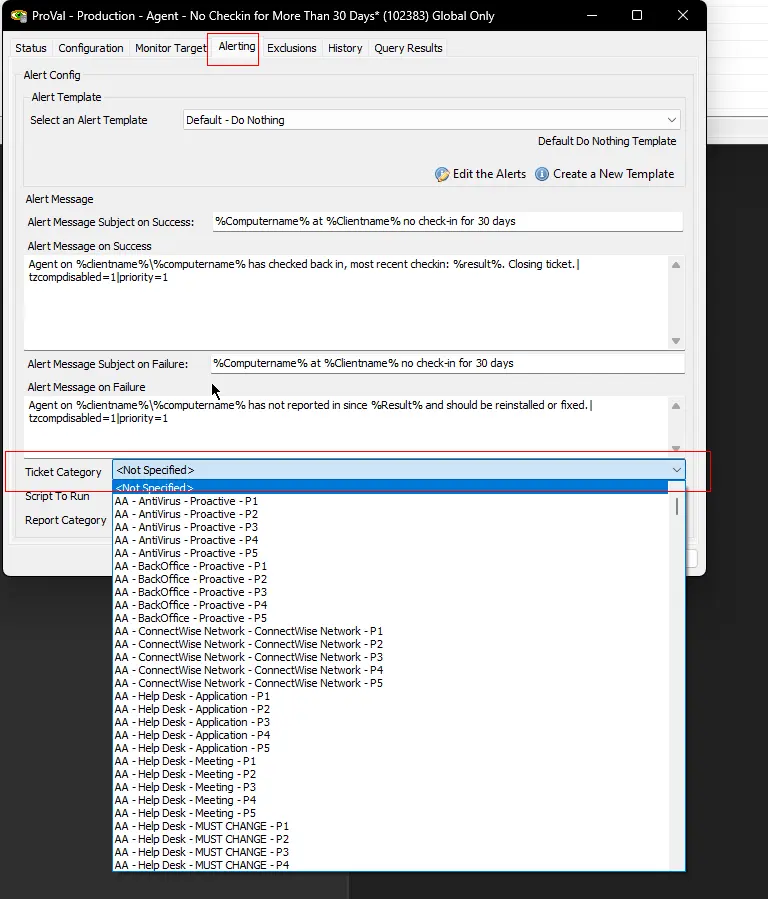 ProVal - Production - Agent - No Checkin for More Than 30 Days* (102383) Global Only
Status Configuration Monitor Target Alerting Exclusions History Query Results
Alert Config
Alert Template
Select an Alert Template Default - Do Nothing
Default Do Nothing Template
Edit the Alerts Create a New Template
Alert Message
Alert Message Subject on Success: %Computername% at %Clientname% no check-in for 30 days
Alert Message on Success
Agent on %clientname%\%computername% has checked back in, most recent checkin: %result%. Closing ticket.|
tzcompdisabled=1|priority=1
Alert Message Subject on Failure: %Computername% at %Clientname% no check-in for 30 days
Alert Message on Failure
Agent on %clientname%\%computername% has not reported in since %Result% and should be reinstalled or fixed.|
tzcompdisabled=1|priority=1
Ticket Category <Not Specified>
<Not Specified>
Script To Run
AA - AntiVirus - Proactive - P1
AA - AntiVirus - Proactive - P2
Report Category
AA - AntiVirus - Proactive - P3
AA - AntiVirus - Proactive - P4
AA - AntiVirus - Proactive - P5
AA - BackOffice - Proactive - P1
AA - BackOffice - Proactive - P2
AA - BackOffice - Proactive - P3
AA - BackOffice - Proactive - P4
AA - BackOffice - Proactive - P5
AA - ConnectWise Network - ConnectWise Network - P1
AA - ConnectWise Network - ConnectWise Network - P2
AA - ConnectWise Network - ConnectWise Network - P3
AA - ConnectWise Network - ConnectWise Network - P4
AA - ConnectWise Network - ConnectWise Network - P5
AA - Help Desk - Application - P1
AA - Help Desk - Application - P2
AA - Help Desk - Application - P3
AA - Help Desk - Application - P4
AA - Help Desk - Application - P5
AA - Help Desk - Meeting - P1
AA - Help Desk - Meeting - P2
AA - Help Desk - Meeting - P3
AA - Help Desk - Meeting - P4
AA - Help Desk - Meeting - P5
AA - Help Desk - MUST CHANGE - P1
AA - Help Desk - MUST CHANGE - P2
AA - Help Desk - MUST CHANGE - P3
AA - Help Desk - MUST CHANGE - P4